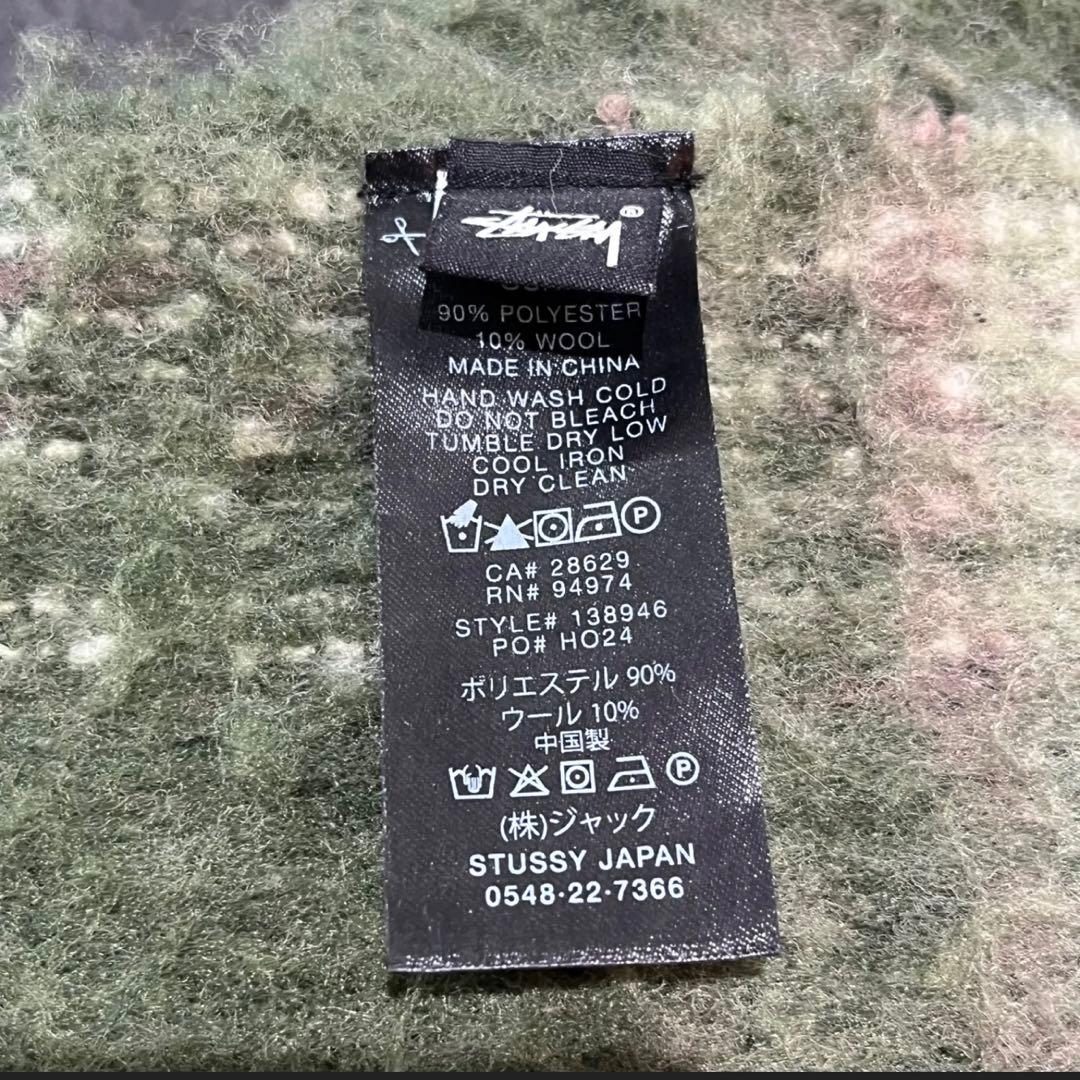 Stüssy®
90% POLYESTER
10% WOOL
MADE IN CHINA
HAND WASH COLD
DO NOT BLEACH
TUMBLE DRY LOW
COOL IRON
DRY CLEAN
P
CA# 28629
RN# 94974
STYLE# 138946
PO# HO24
ポリエステル 90%
ウール 10%
中国製
P
(株)ジャック
STUSSY JAPAN
0548·22·7366